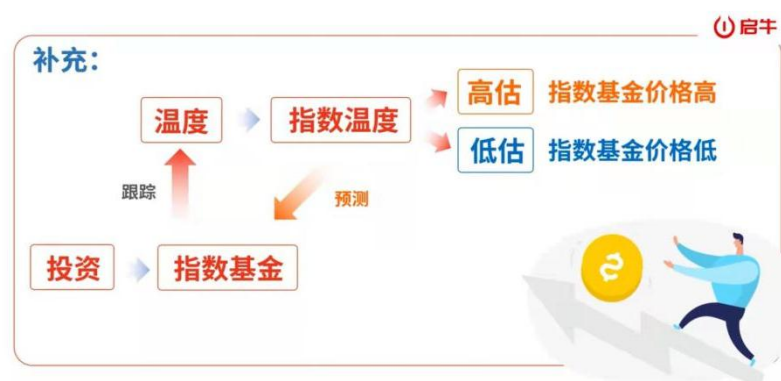 启牛
补充：
温度
指数温度
高估
指数基金价格高
低估
指数基金价格低
跟踪
预测
投资
指数基金